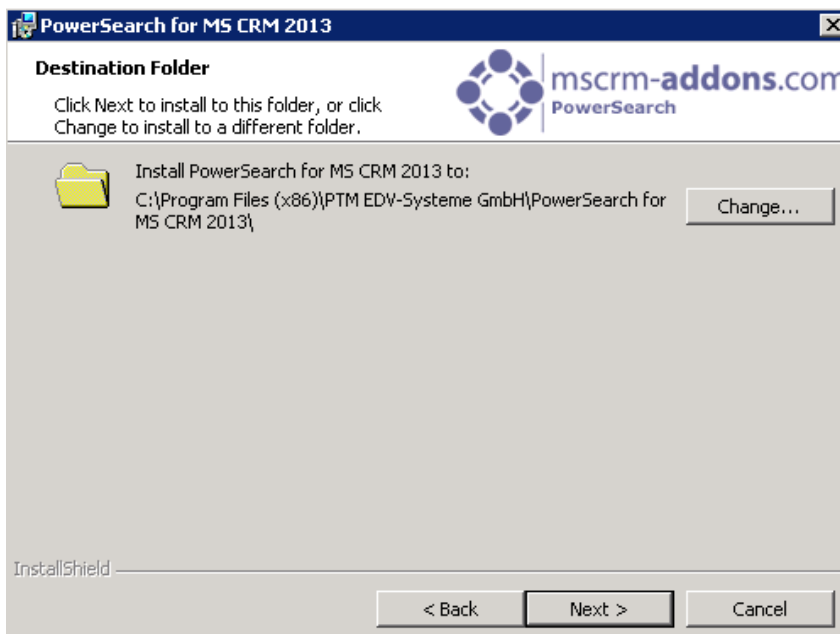 PowerSearch for MS CRM 2013
Destination Folder
Click Next to install to this folder, or click
Change to install to a different folder.
mscrm-addons.com
PowerSearch
Install PowerSearch for MS CRM 2013 to:
C:\Program Files (x86)\PTM EDV-Systeme GmbH\PowerSearch for
MS CRM 2013\
Change...
InstallShield
< Back
Next >
Cancel